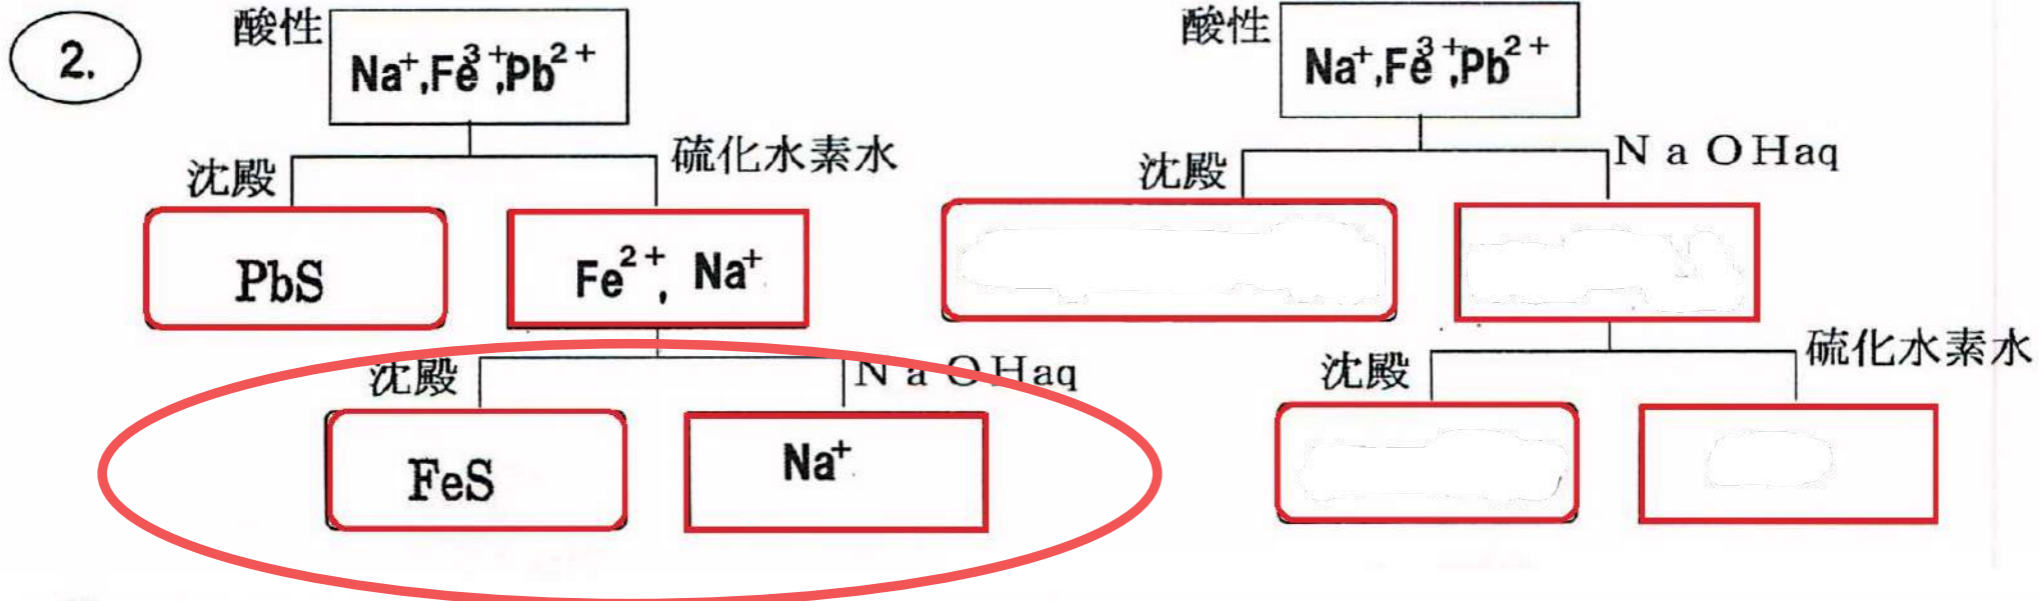 2.
酸性
Na⁺,Fe³⁺,Pb²⁺
沈殿
硫化水素水
PbS
Fe²⁺, Na⁺
沈殿
NaOHaq
FeS
Na⁺
酸性
Na⁺,Fe³⁺,Pb²⁺
沈殿
NaOHaq
沈殿
硫化水素水